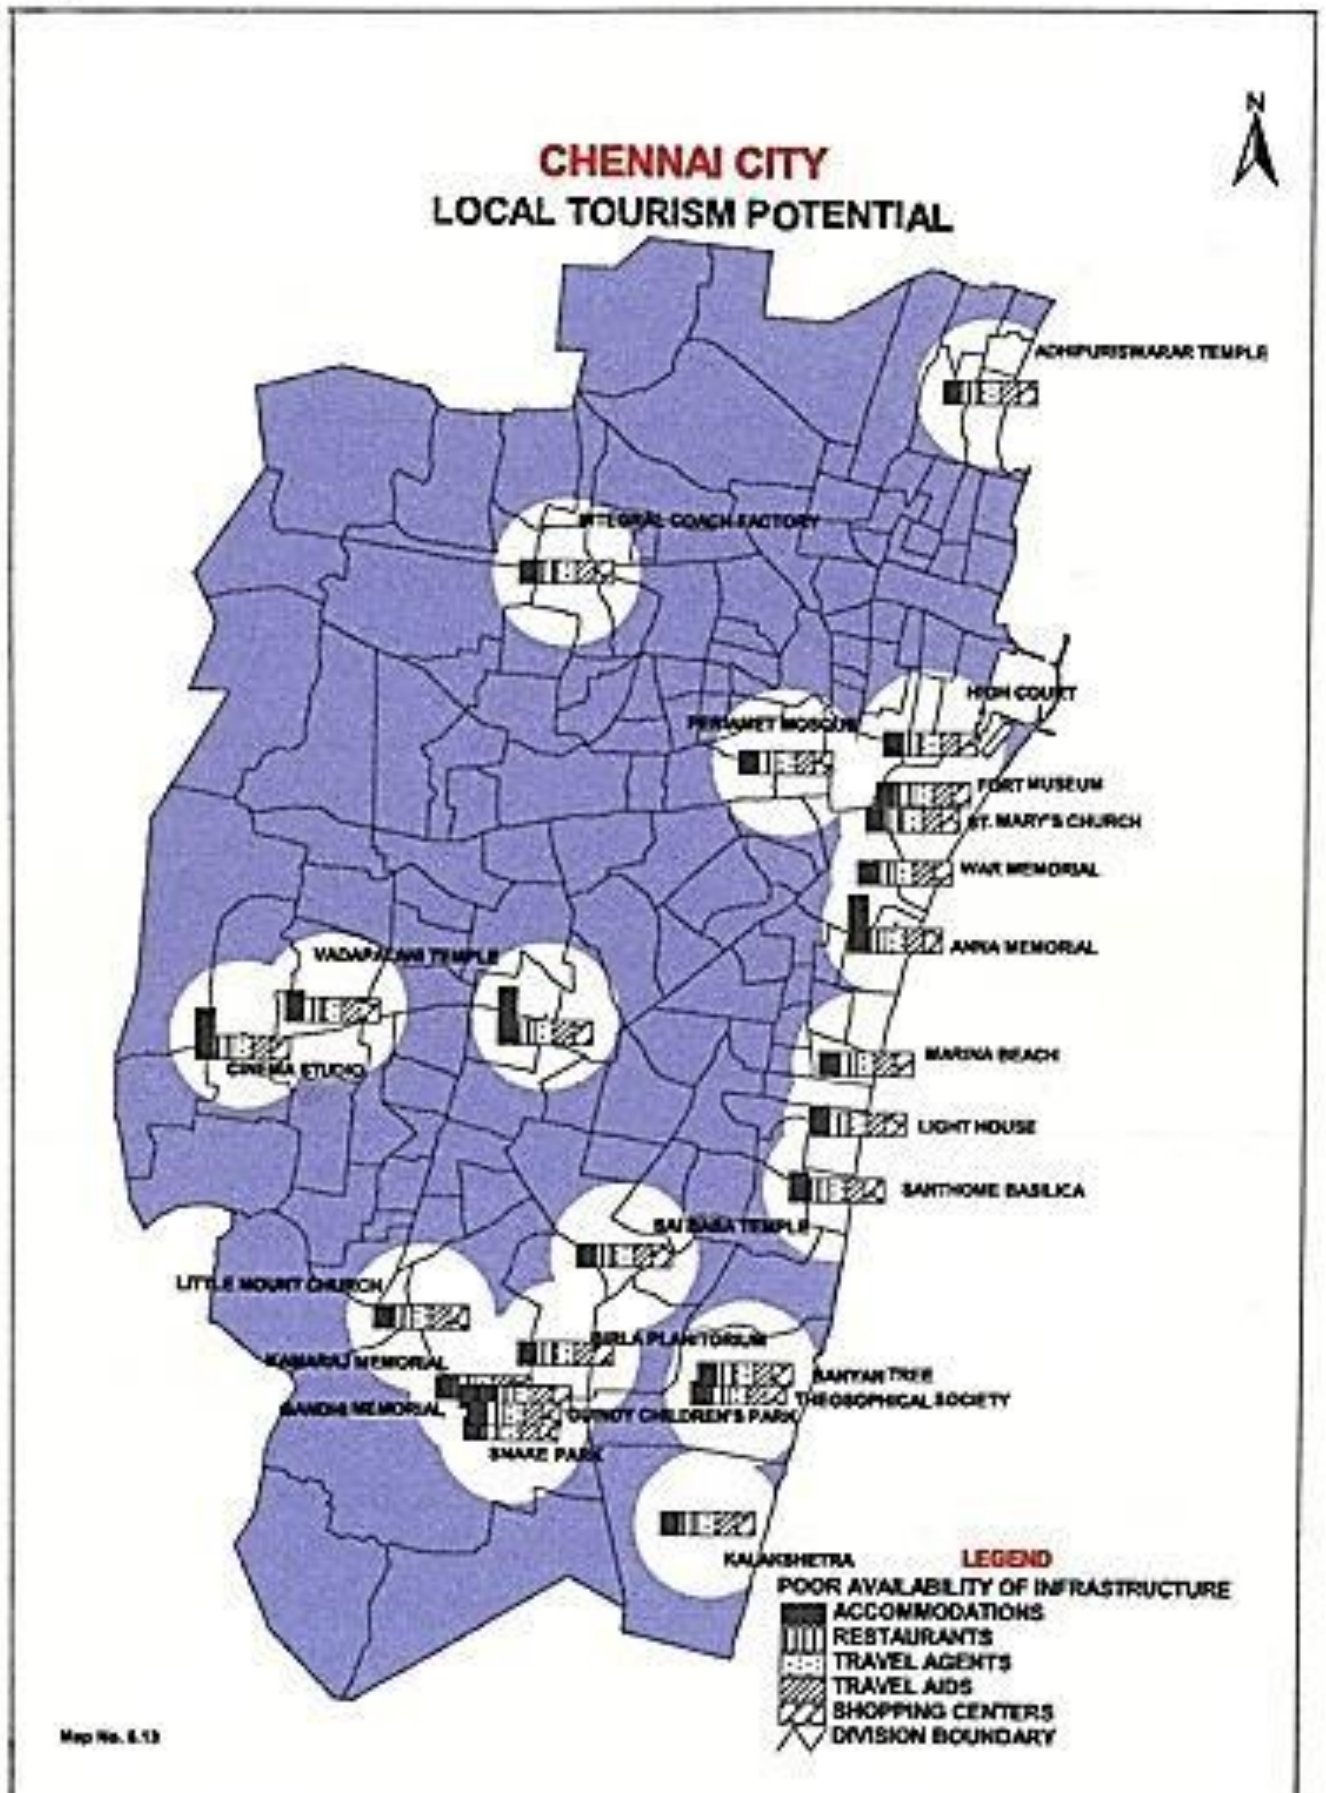 N
CHENNAI CITY
LOCAL TOURISM POTENTIAL
ADHIPURISWARAR TEMPLE
INTEGRAL COACH FACTORY
HIGH COURT
PERIAMET MOSQUE
FORT MUSEUM
ST. MARY'S CHURCH
WAR MEMORIAL
ANNA MEMORIAL
VADAPALANI TEMPLE
MARINA BEACH
CINEMA STUDIO
LIGHT HOUSE
SANTHOME BASILICA
SAI BABA TEMPLE
LITTLE MOUNT CHURCH
BIRLA PLANITORIUM
KAMARAJ MEMORIAL
BANYAN TREE
THEOSOPHICAL SOCIETY
GANDHI MEMORIAL
GUINDY CHILDREN'S PARK
SNAKE PARK
KALAKSHETRA
LEGEND
POOR AVAILABILITY OF INFRASTRUCTURE
ACCOMMODATIONS
RESTAURANTS
TRAVEL AGENTS
TRAVEL AIDS
SHOPPING CENTERS
DIVISION BOUNDARY
Map No.